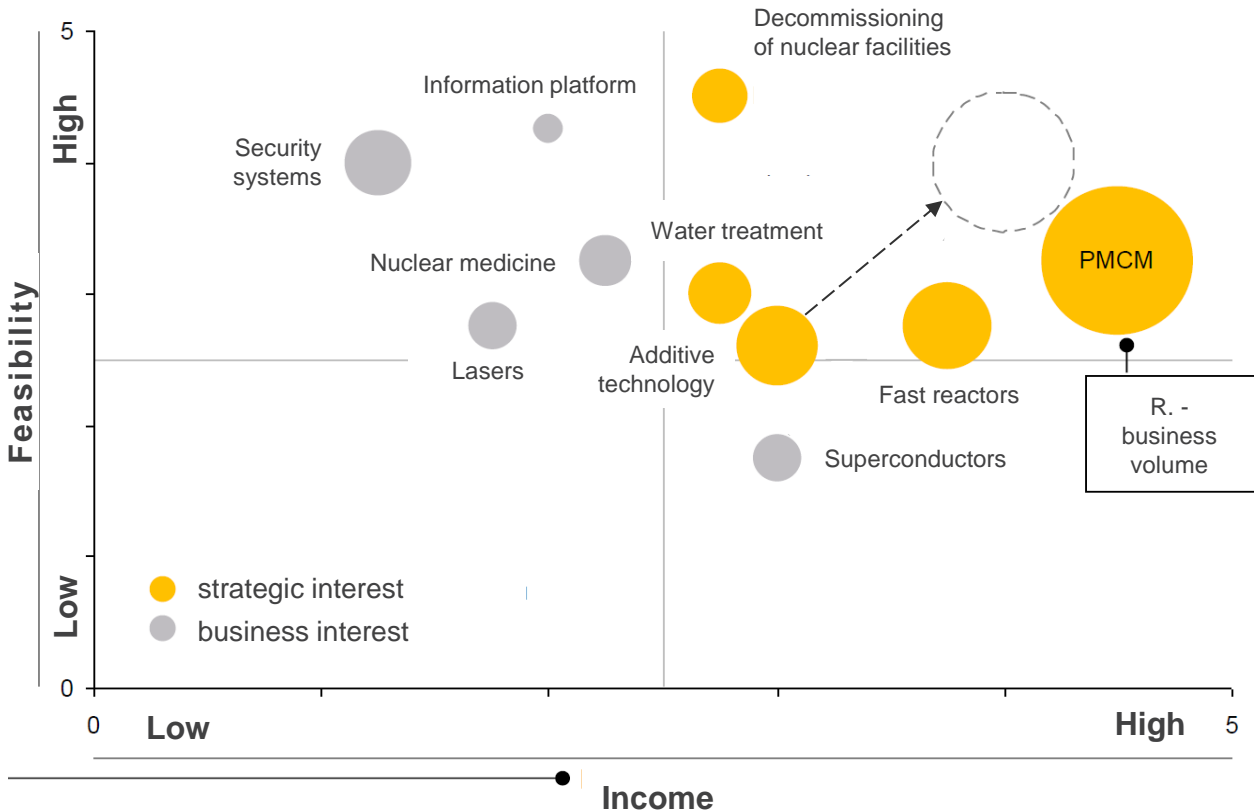 5
Decommissioning
of nuclear facilities
Information platform
High
Security
systems
Water treatment
Nuclear medicine
PMCM
Feasibility
Lasers
Additive
technology
Fast reactors
R. -
business
volume
Superconductors
strategic interest
business interest
Low
0
0
Low
High
5
Income